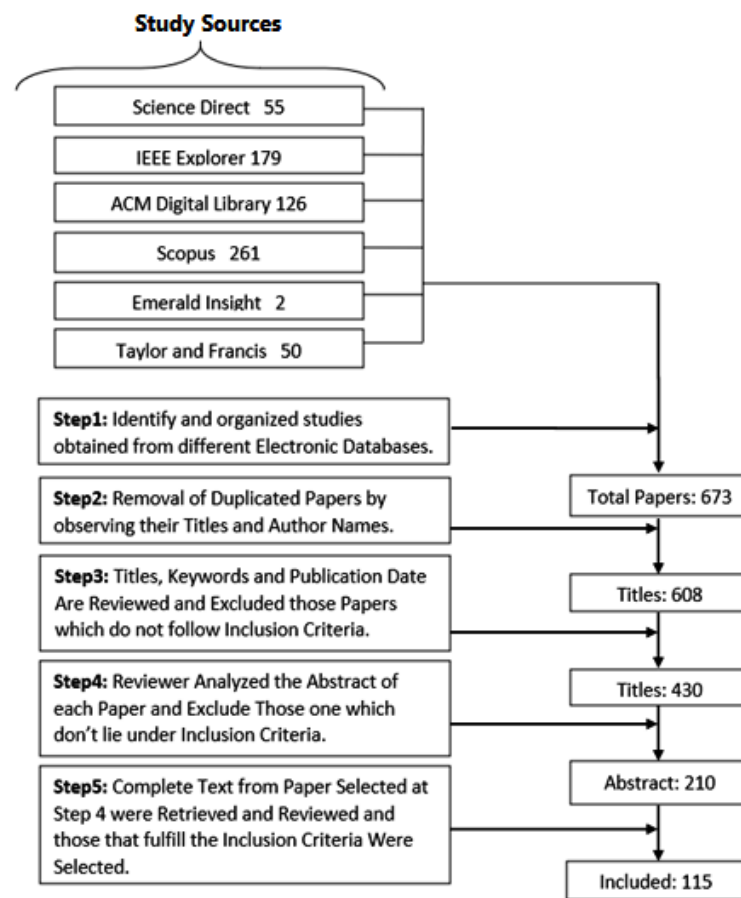 Study Sources
Science Direct 55
IEEE Explorer 179
ACM Digital Library 126
Scopus 261
Emerald Insight 2
Taylor and Francis 50
Step1: Identify and organized studies
obtained from different Electronic Databases.
Total Papers: 673
Step2: Removal of Duplicated Papers by
observing their Titles and Author Names.
Step3: Titles, Keywords and Publication Date
Are Reviewed and Excluded those Papers
which do not follow Inclusion Criteria.
Titles: 608
Step4: Reviewer Analyzed the Abstract of
each Paper and Exclude Those one which
don't lie under Inclusion Criteria.
Titles: 430
Step5: Complete Text from Paper Selected at
Step 4 were Retrieved and Reviewed and
those that fulfill the Inclusion Criteria Were
Selected.
Abstract: 210
Included: 115